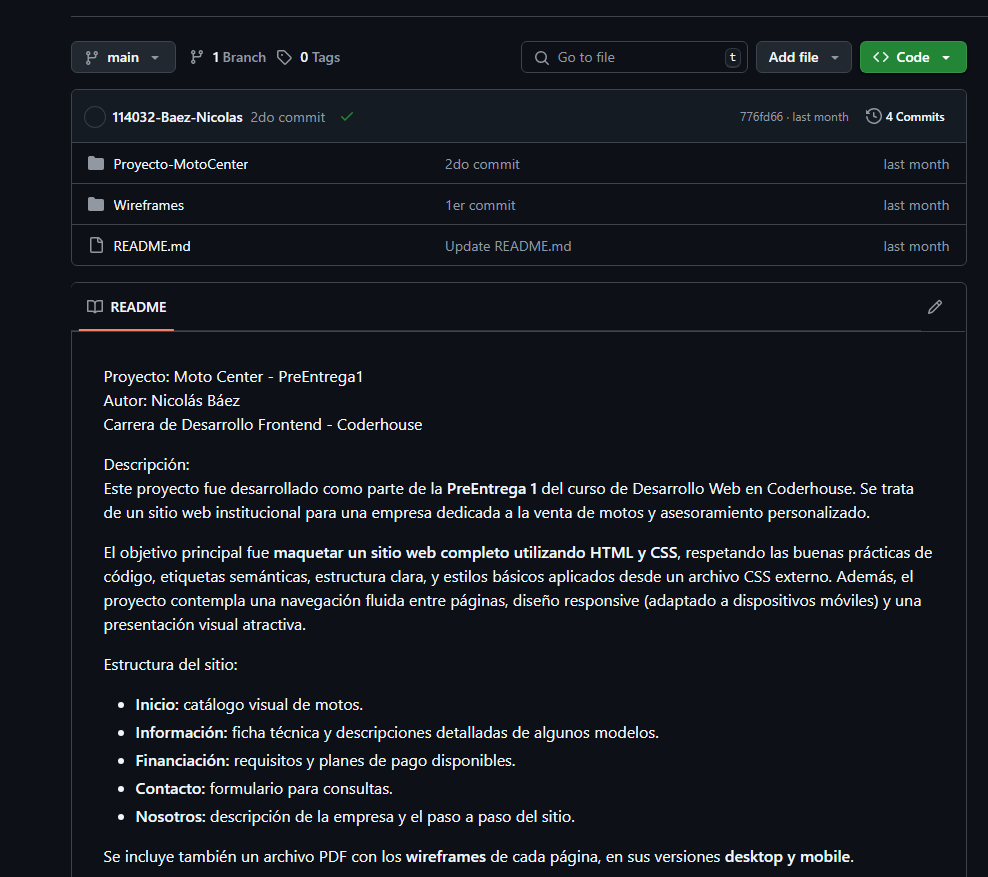 main 1 Branch 0 Tags Go to file t Add file Code
114032-Baez-Nicolas 2do commit 776fd66 · last month 4 Commits
Proyecto-MotoCenter 2do commit last month
Wireframes 1er commit last month
README.md Update README.md last month
README
Proyecto: Moto Center - PreEntrega1
Autor: Nicolás Báez
Carrera de Desarrollo Frontend - Coderhouse
Descripción:
Este proyecto fue desarrollado como parte de la PreEntrega 1 del curso de Desarrollo Web en Coderhouse. Se trata
de un sitio web institucional para una empresa dedicada a la venta de motos y asesoramiento personalizado.
El objetivo principal fue maquetar un sitio web completo utilizando HTML y CSS, respetando las buenas prácticas de
código, etiquetas semánticas, estructura clara, y estilos básicos aplicados desde un archivo CSS externo. Además, el
proyecto contempla una navegación fluida entre páginas, diseño responsive (adaptado a dispositivos móviles) y una
presentación visual atractiva.
Estructura del sitio:
• Inicio: catálogo visual de motos.
• Información: ficha técnica y descripciones detalladas de algunos modelos.
• Financiación: requisitos y planes de pago disponibles.
• Contacto: formulario para consultas.
• Nosotros: descripción de la empresa y el paso a paso del sitio.
Se incluye también un archivo PDF con los wireframes de cada página, en sus versiones desktop y mobile.